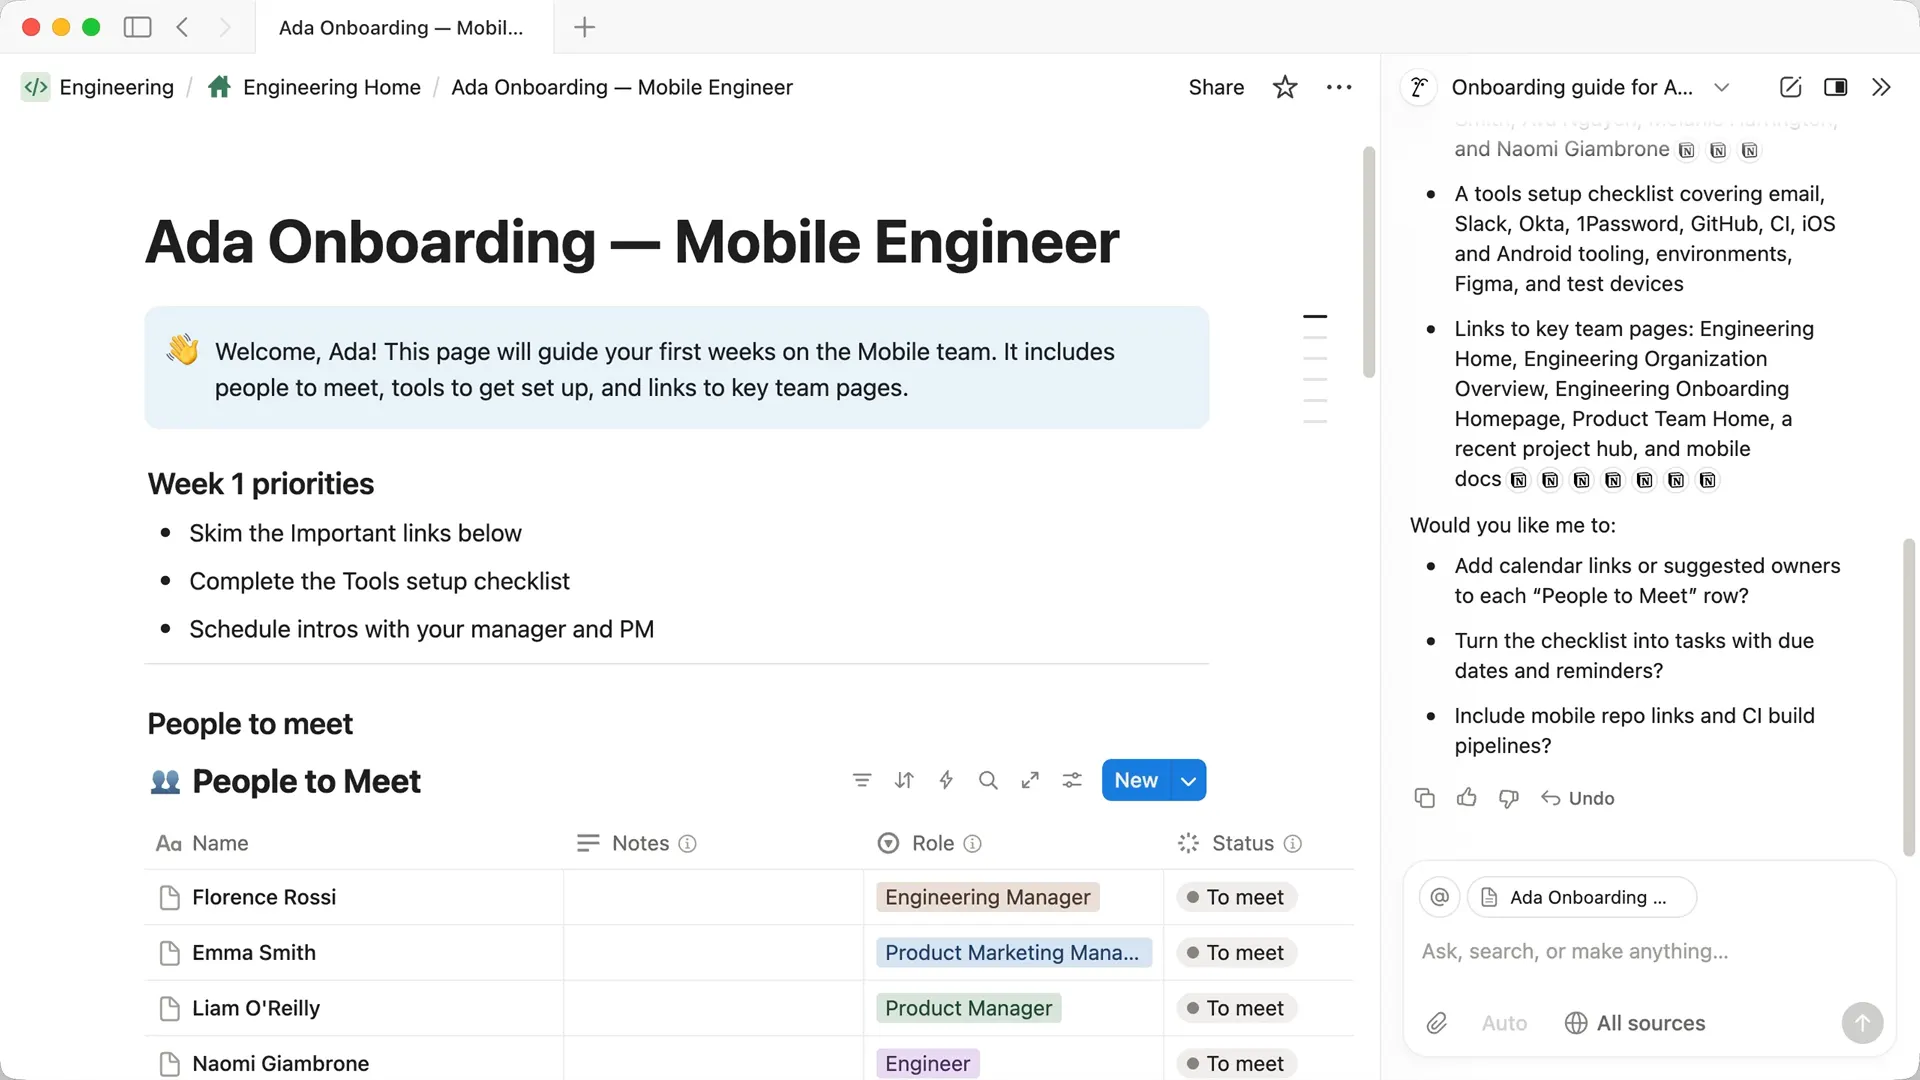 Ada Onboarding — Mobil...
Engineering / Engineering Home / Ada Onboarding — Mobile Engineer
Share
Ada Onboarding — Mobile Engineer
Welcome, Ada! This page will guide your first weeks on the Mobile team. It includes
people to meet, tools to get set up, and links to key team pages.
Week 1 priorities
• Skim the Important links below
• Complete the Tools setup checklist
• Schedule intros with your manager and PM
People to meet
People to Meet
New
Aa Name Notes Role Status
Florence Rossi Engineering Manager To meet
Emma Smith Product Marketing Mana... To meet
Liam O'Reilly Product Manager To meet
Naomi Giambrone Engineer To meet
Onboarding guide for A...
and Naomi Giambrone
• A tools setup checklist covering email,
Slack, Okta, 1Password, GitHub, CI, iOS
and Android tooling, environments,
Figma, and test devices
• Links to key team pages: Engineering
Home, Engineering Organization
Overview, Engineering Onboarding
Homepage, Product Team Home, a
recent project hub, and mobile
docs
Would you like me to:
• Add calendar links or suggested owners
to each “People to Meet” row?
• Turn the checklist into tasks with due
dates and reminders?
• Include mobile repo links and CI build
pipelines?
Undo
@ Ada Onboarding ...
Ask, search, or make anything...
Auto All sources